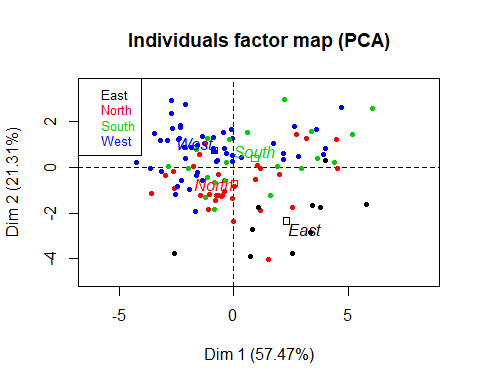 Individuals factor map (PCA)
East
North
South
West
West
South
North
East
2
0
-2
-4
-5
0
5
Dim 2 (21.31%)
Dim 1 (57.47%)